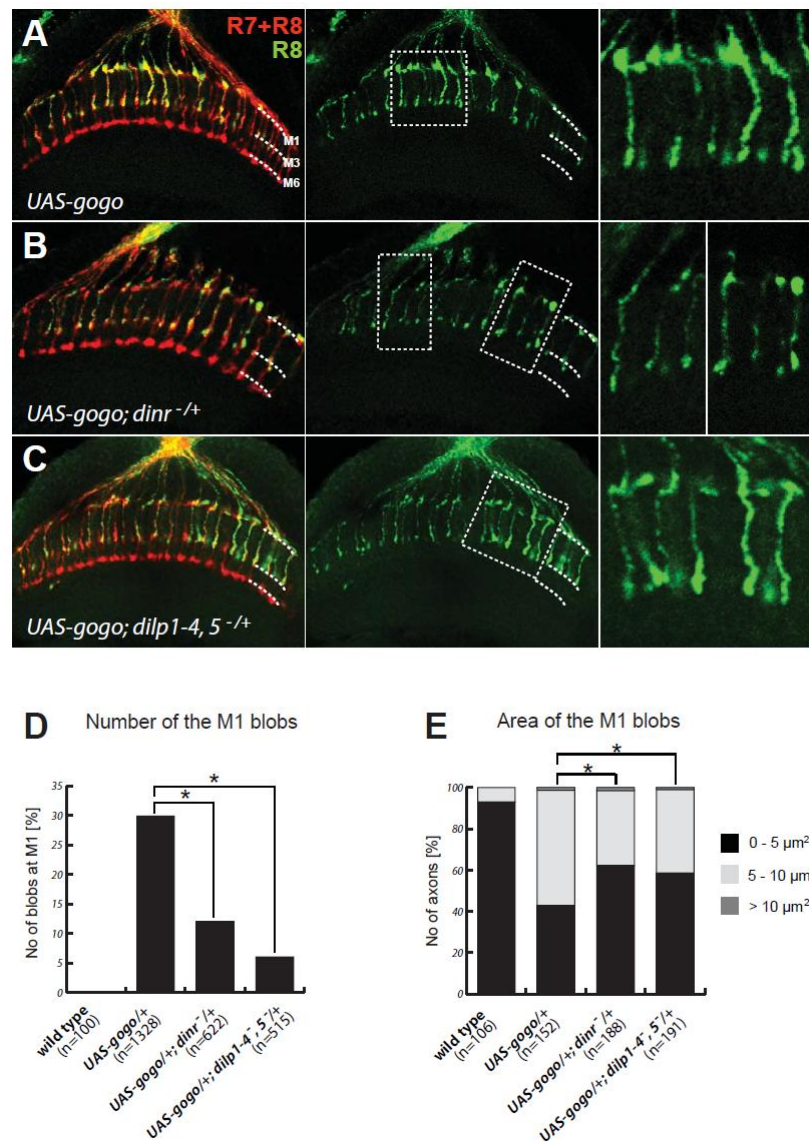 A
R7+R8
R8
M1
M3
M6
UAS-gogo
B
UAS-gogo; dinr -/+
C
UAS-gogo; dilp1-4, 5 -/+
D
Number of the M1 blobs
No of blobs at M1 [%]
35
30
25
20
15
10
5
0
*
*
wild type
(n=100)
UAS-gogo/+
(n=1328)
UAS-gogo/+; dinr-/+
(n=622)
UAS-gogo/+; dilp1-4-, 5-/+
(n=515)
E
Area of the M1 blobs
No of axons [%]
100
80
60
40
20
0
*
*
0 - 5 µm²
5 - 10 µm
> 10 µm²
wild type
(n=106)
UAS-gogo/+
(n=152)
UAS-gogo/+; dinr-/+
(n=188)
UAS-gogo/+; dilp1-4-, 5-/+
(n=191)